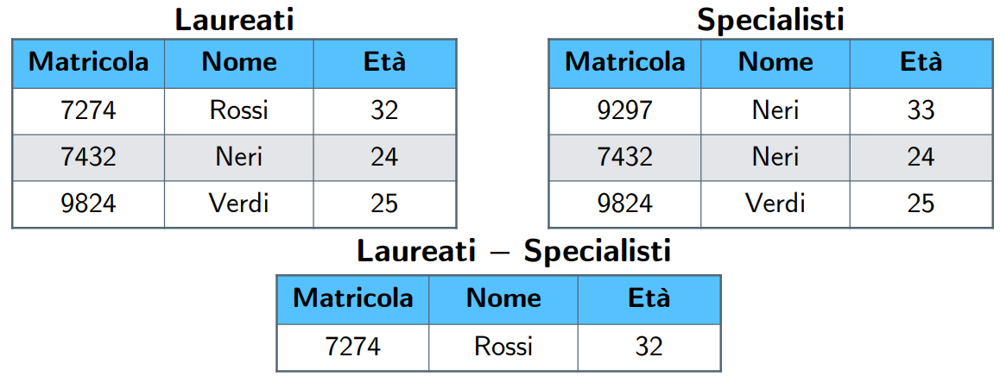 Laureati
Matricola Nome Età
7274 Rossi 32
7432 Neri 24
9824 Verdi 25
Specialisti
Matricola Nome Età
9297 Neri 33
7432 Neri 24
9824 Verdi 25
Laureati − Specialisti
Matricola Nome Età
7274 Rossi 32